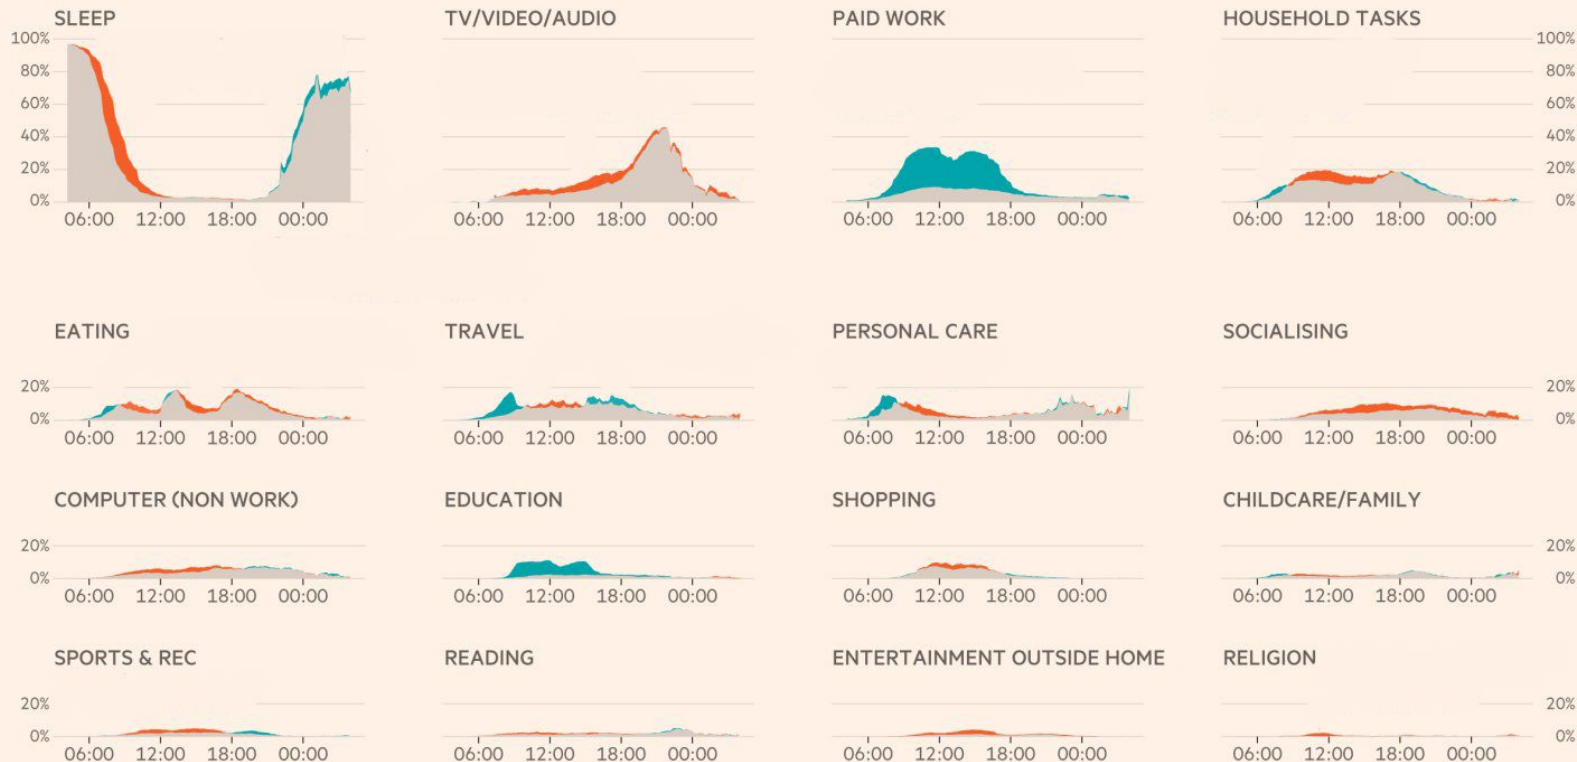 SLEEP TV/VIDEO/AUDIO PAID WORK HOUSEHOLD TASKS
100% 100%
80% 80%
60% 60%
40% 40%
20% 20%
0% 0%
06:00 12:00 18:00 00:00 06:00 12:00 18:00 00:00 06:00 12:00 18:00 00:00 06:00 12:00 18:00 00:00
EATING TRAVEL PERSONAL CARE SOCIALISING
20% 20%
0% 0%
06:00 12:00 18:00 00:00 06:00 12:00 18:00 00:00 06:00 12:00 18:00 00:00 06:00 12:00 18:00 00:00
COMPUTER (NON WORK) EDUCATION SHOPPING CHILDCARE/FAMILY
20% 20%
0% 0%
06:00 12:00 18:00 00:00 06:00 12:00 18:00 00:00 06:00 12:00 18:00 00:00 06:00 12:00 18:00 00:00
SPORTS & REC READING ENTERTAINMENT OUTSIDE HOME RELIGION
20% 20%
0% 0%
06:00 12:00 18:00 00:00 06:00 12:00 18:00 00:00 06:00 12:00 18:00 00:00 06:00 12:00 18:00 00:00